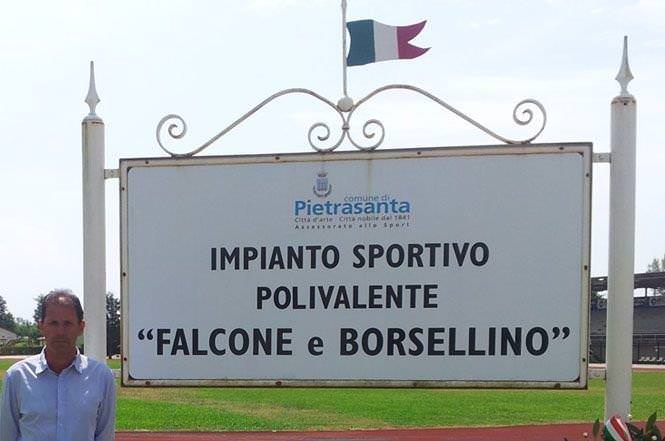 comune di
Pietrasanta
Città d'arte Città nobile dal 1841
Assessorato allo Sport
IMPIANTO SPORTIVO
POLIVALENTE
“FALCONE e BORSELLINO”